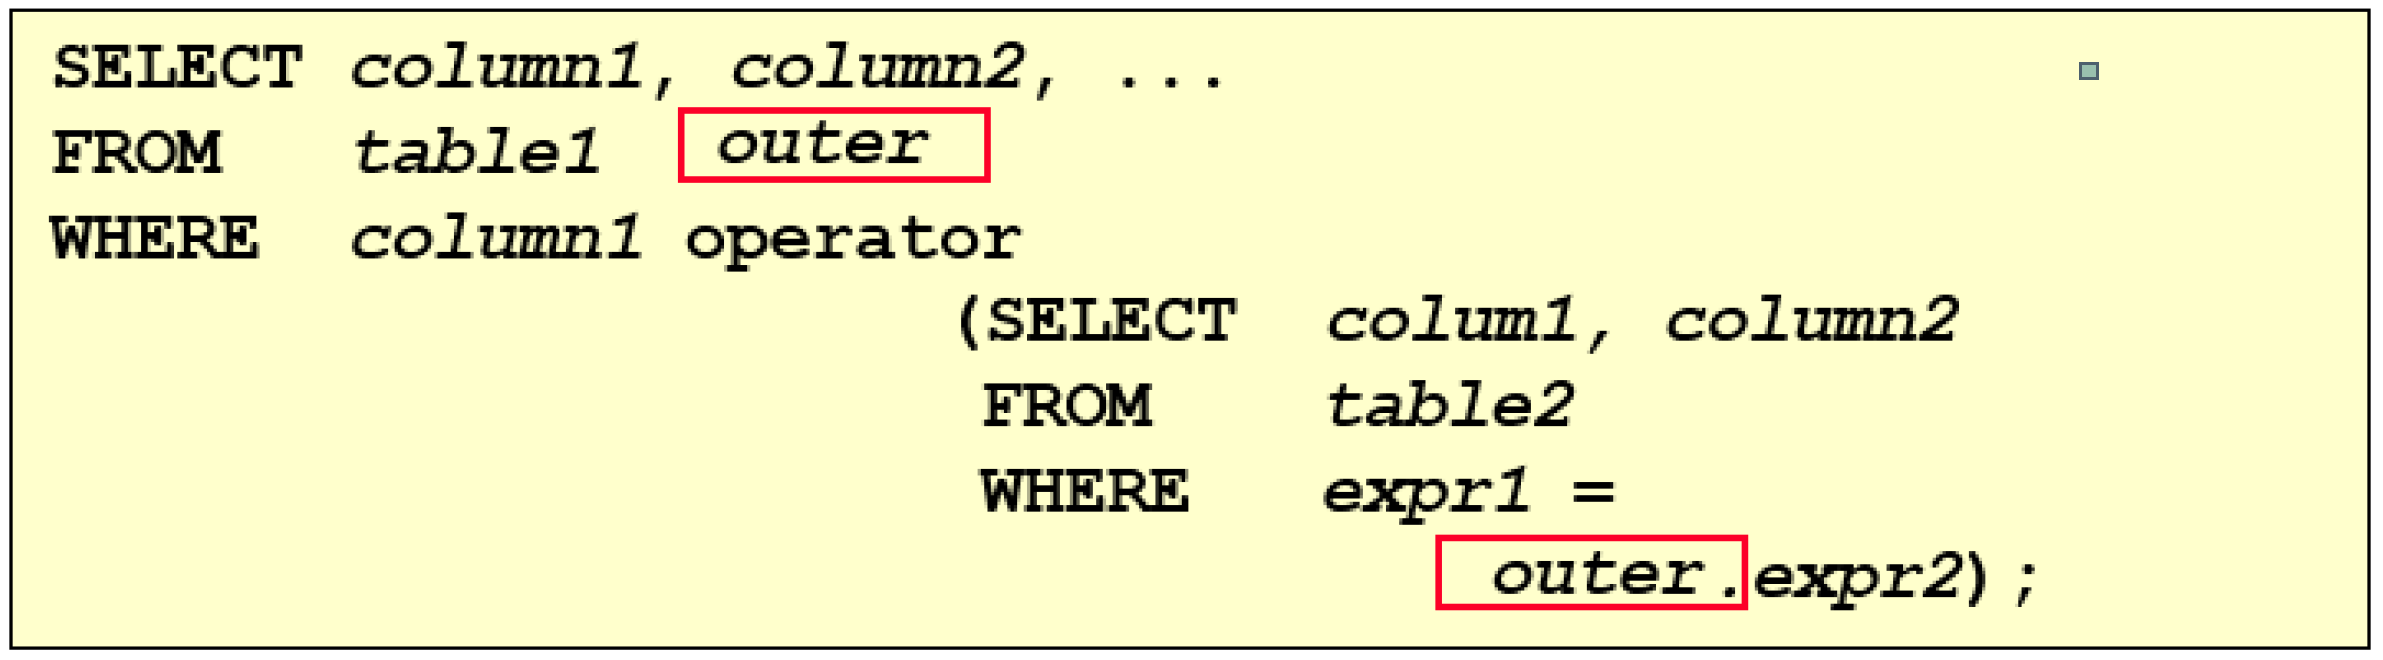 SELECT column1, column2, ...
FROM table1 outer
WHERE column1 operator
(SELECT colum1, column2
FROM table2
WHERE expr1 =
outer.expr2);